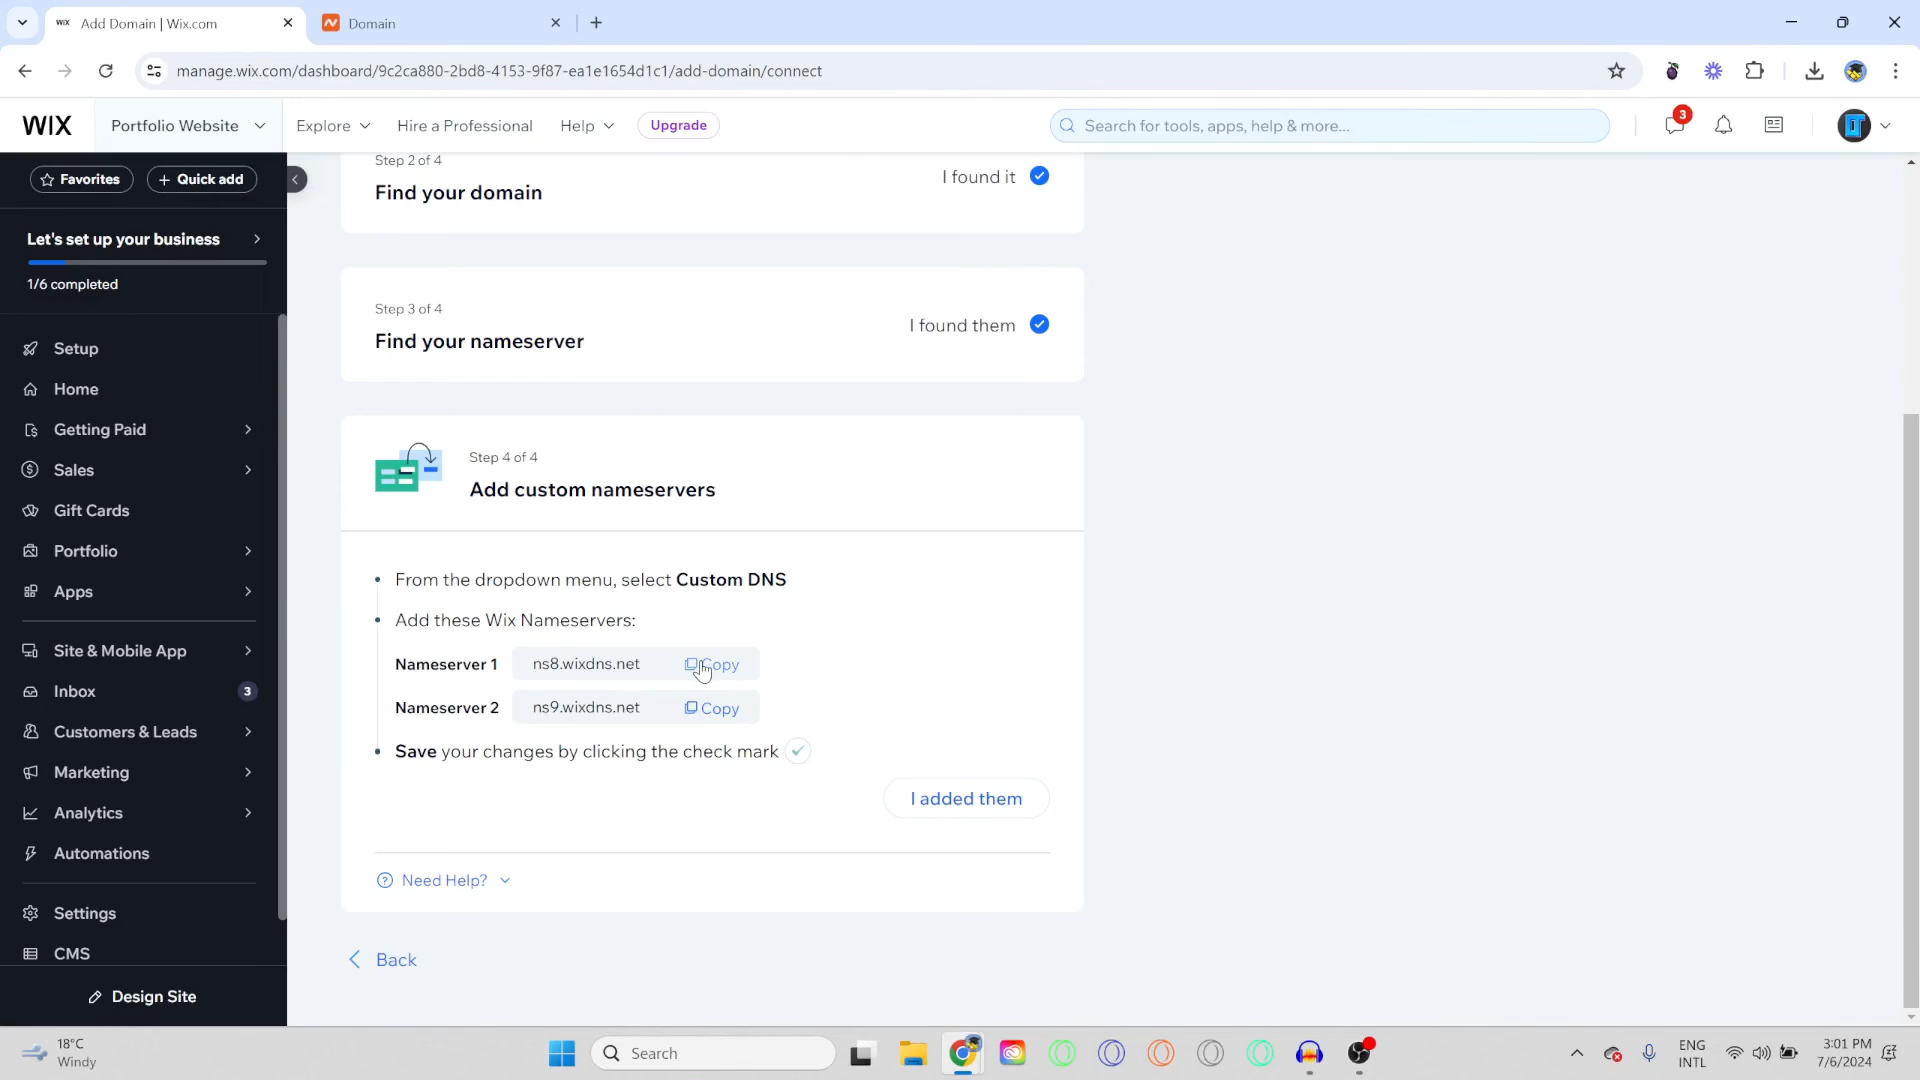 Add Domain | Wix.com
Domain
manage.wix.com/dashboard/9c2ca880-2bd8-4153-9f87-ea1e1654d1c1/add-domain/connect
WIX
Portfolio Website
Explore
Hire a Professional
Help
Upgrade
Search for tools, apps, help & more...
3
Favorites
Quick add
Let's set up your business
1/6 completed
Setup
Home
Getting Paid
Sales
Gift Cards
Portfolio
Apps
Site & Mobile App
Inbox
3
Customers & Leads
Marketing
Analytics
Automations
Settings
CMS
Design Site
Step 2 of 4
Find your domain
I found it
Step 3 of 4
Find your nameserver
I found them
Step 4 of 4
Add custom nameservers
From the dropdown menu, select Custom DNS
Add these Wix Nameservers:
Nameserver 1 ns8.wixdns.net Copy
Nameserver 2 ns9.wixdns.net Copy
Save your changes by clicking the check mark
I added them
Need Help?
Back
18°C
Windy
Search
ENG
INTL
3:01 PM
7/6/2024